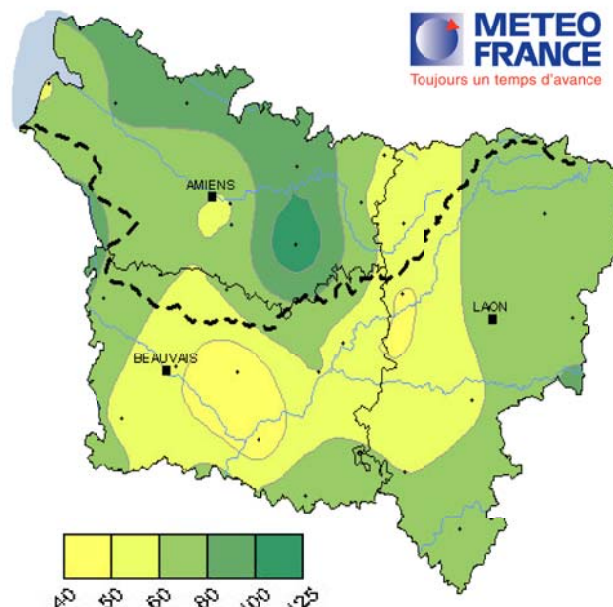 METEO
FRANCE
Toujours un temps d'avance
AMIENS
LAON
BEAUVAIS
40 50 60 80 100 125